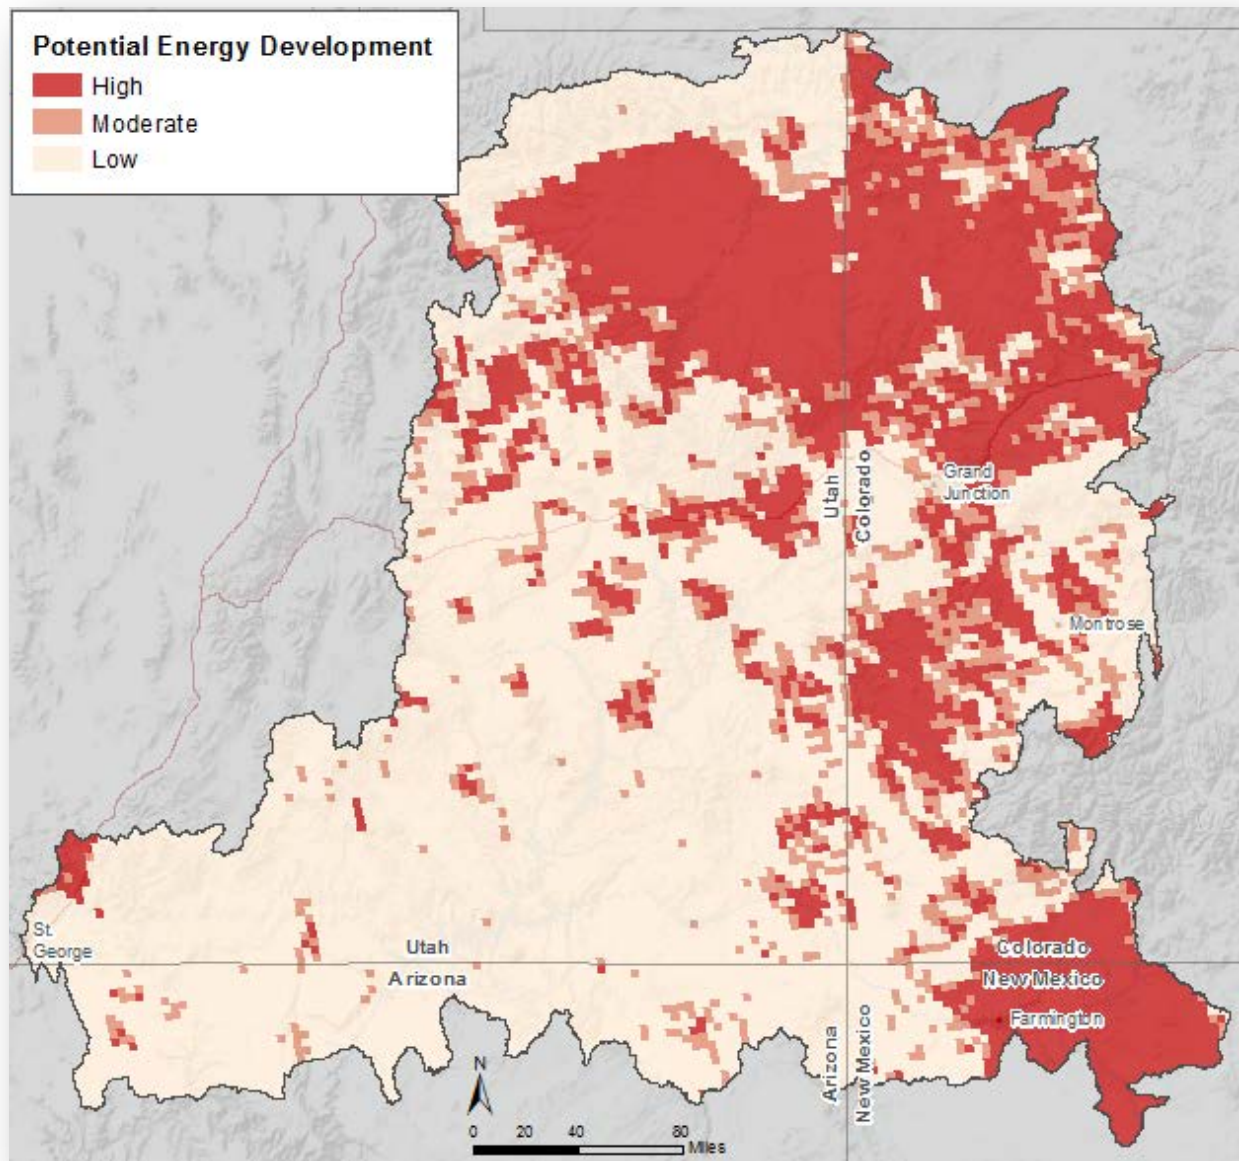 Potential Energy Development
High
Moderate
Low
Utah
Colorado
Grand
Junction
Montrose
St.
George
Utah
Arizona
Colorado
New Mexico
Farmington
Arizona
New Mexico
N
0 20 40 80
Miles